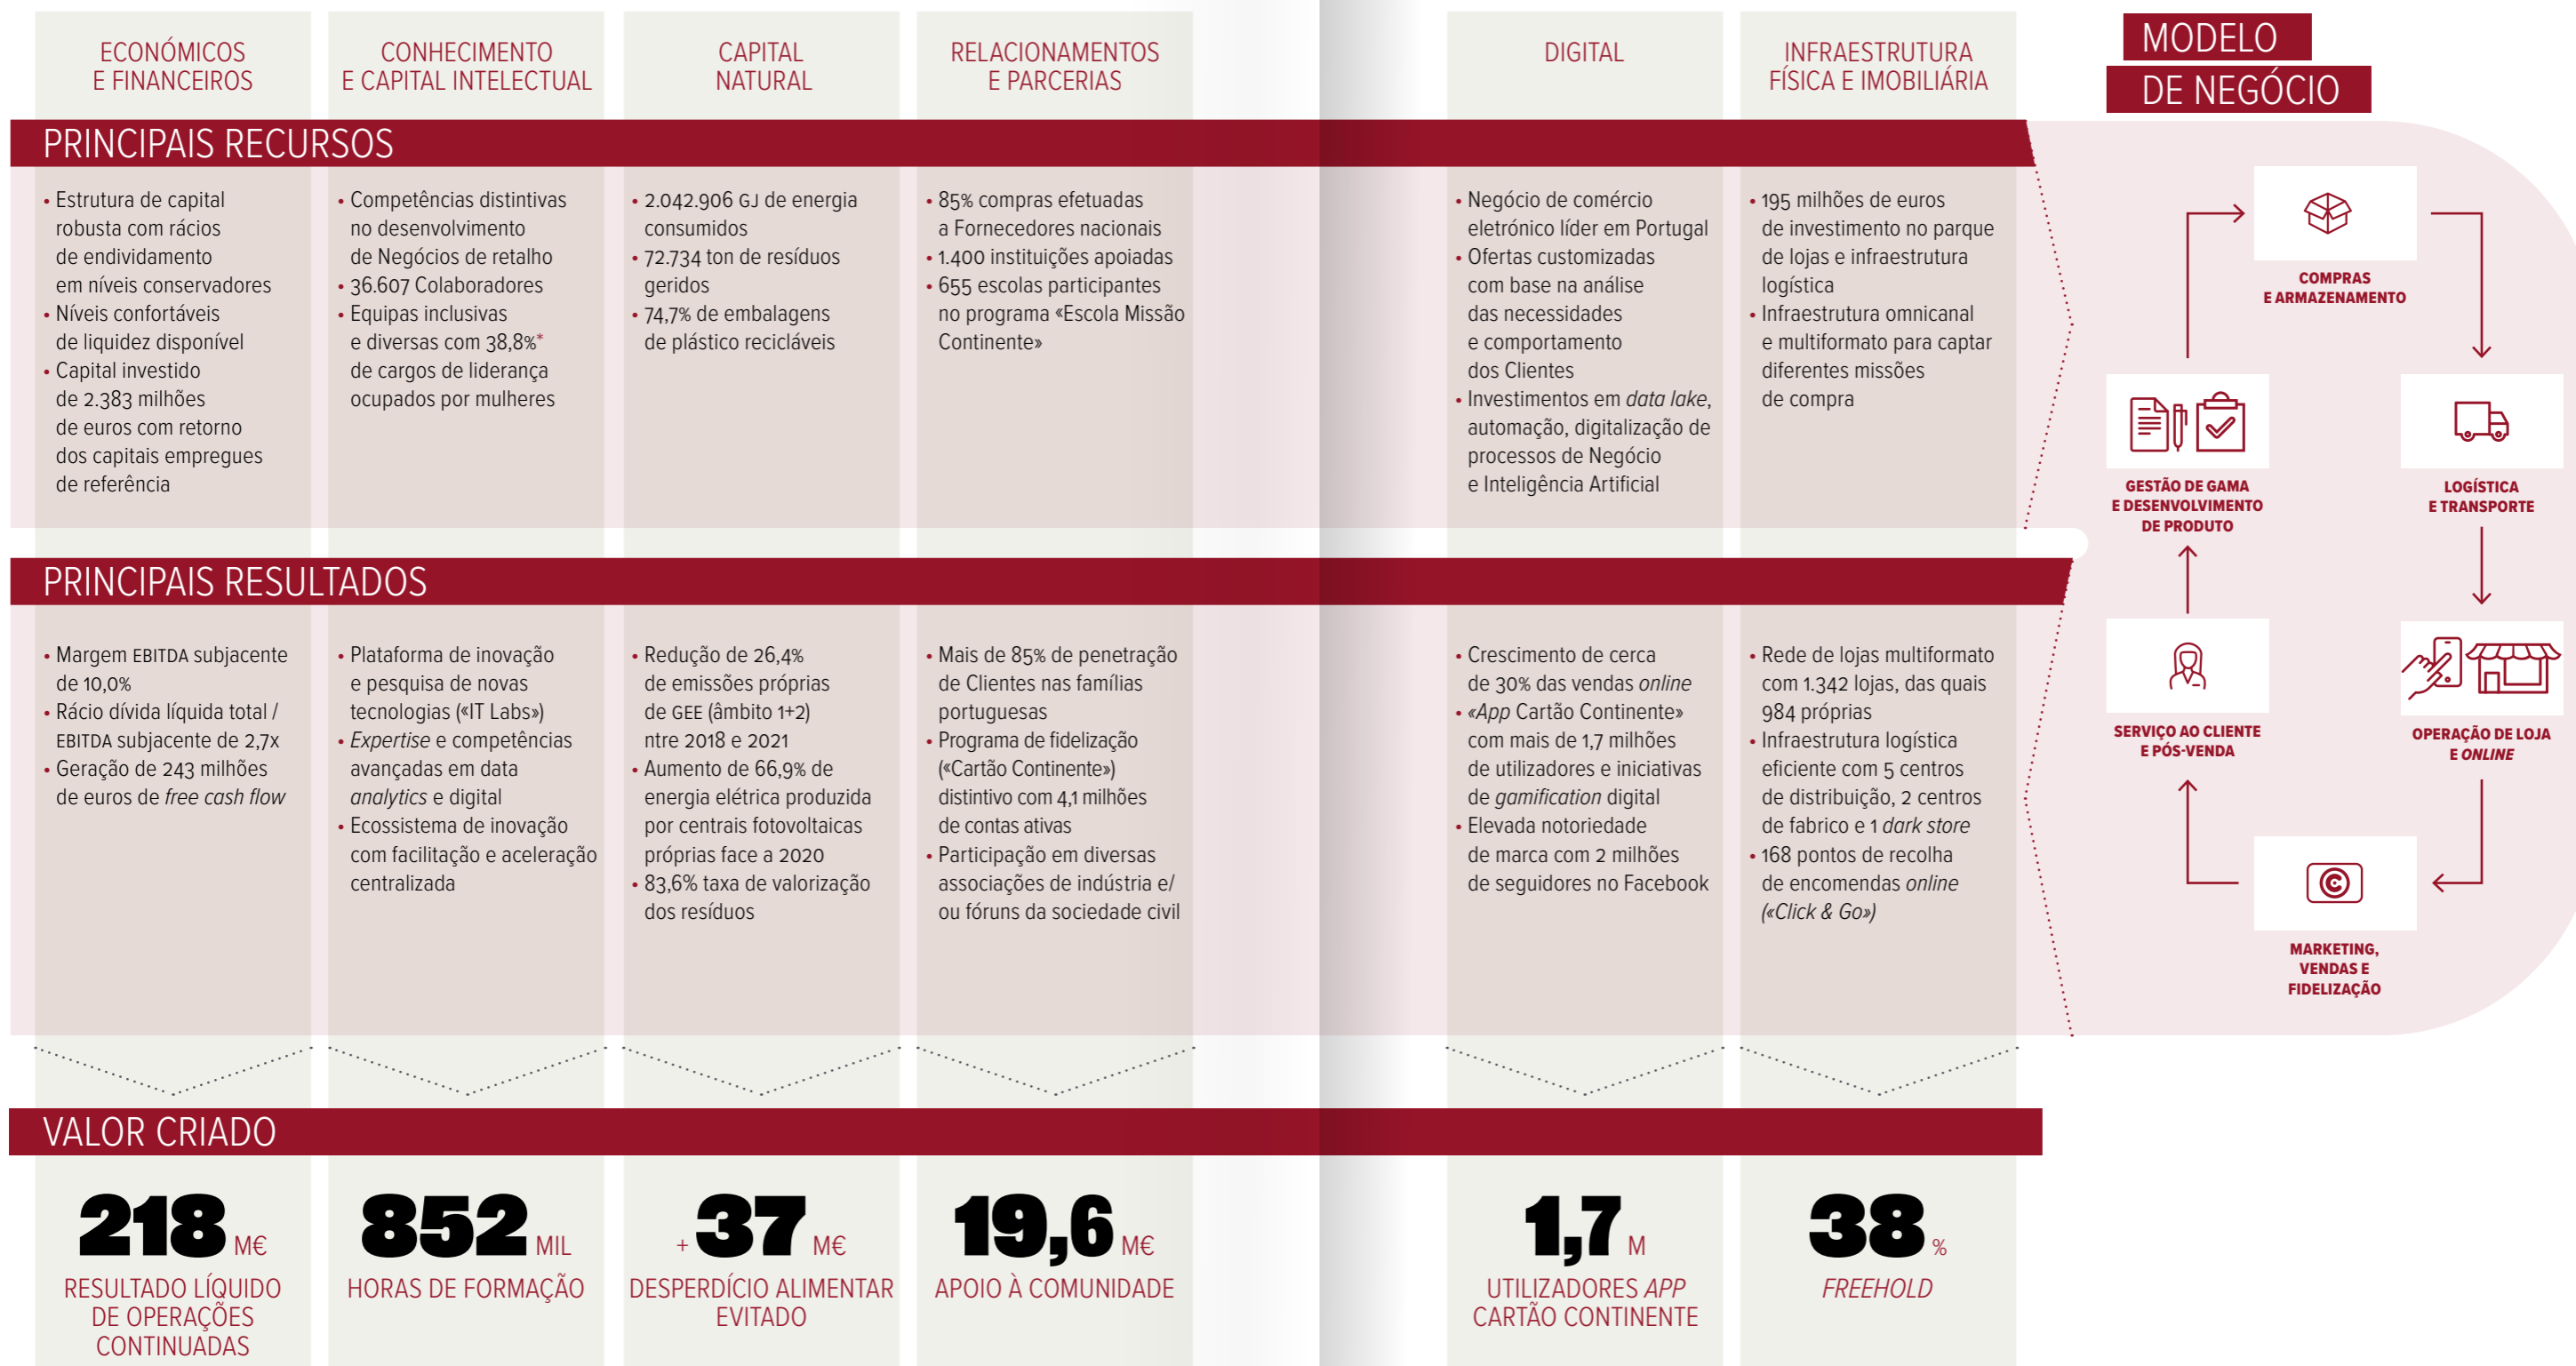 ECONÓMICOS
E FINANCEIROS
CONHECIMENTO
E CAPITAL INTELECTUAL
CAPITAL
NATURAL
RELACIONAMENTOS
E PARCERIAS
DIGITAL
INFRAESTRUTURA
FÍSICA E IMOBILIÁRIA
MODELO
DE NEGÓCIO
PRINCIPAIS RECURSOS
• Estrutura de capital
robusta com rácios
de endividamento
em níveis conservadores
• Níveis confortáveis
de liquidez disponível
• Capital investido
de 2.383 milhões
de euros com retorno
dos capitais empregues
de referência
• Competências distintivas
no desenvolvimento
de Negócios de retalho
• 36.607 Colaboradores
• Equipas inclusivas
e diversas com 38,8%*
de cargos de liderança
ocupados por mulheres
• 2.042.906 GJ de energia
consumidos
• 72.734 ton de resíduos
geridos
• 74,7% de embalagens
de plástico recicláveis
• 85% compras efetuadas
a Fornecedores nacionais
• 1.400 instituições apoiadas
• 655 escolas participantes
no programa «Escola Missão
Continente»
• Negócio de comércio
eletrónico líder em Portugal
• Ofertas customizadas
com base na análise
das necessidades
e comportamento
dos Clientes
• Investimentos em data lake,
automação, digitalização de
processos de Negócio
e Inteligência Artificial
• 195 milhões de euros
de investimento no parque
de lojas e infraestrutura
logística
• Infraestrutura omnicanal
e multiformato para captar
diferentes missões
de compra
PRINCIPAIS RESULTADOS
• Margem EBITDA subjacente
de 10,0%
• Rácio dívida líquida total /
EBITDA subjacente de 2,7x
• Geração de 243 milhões
de euros de free cash flow
• Plataforma de inovação
e pesquisa de novas
tecnologias («IT Labs»)
• Expertise e competências
avançadas em data
analytics e digital
• Ecossistema de inovação
com facilitação e aceleração
centralizada
• Redução de 26,4%
de emissões próprias
de GEE (âmbito 1+2)
ntre 2018 e 2021
• Aumento de 66,9% de
energia elétrica produzida
por centrais fotovoltaicas
próprias face a 2020
• 83,6% taxa de valorização
dos resíduos
• Mais de 85% de penetração
de Clientes nas famílias
portuguesas
• Programa de fidelização
(«Cartão Continente»)
distintivo com 4,1 milhões
de contas ativas
• Participação em diversas
associações de indústria e/
ou fóruns da sociedade civil
• Crescimento de cerca
de 30% das vendas online
• «App Cartão Continente»
com mais de 1,7 milhões
de utilizadores e iniciativas
de gamification digital
• Elevada notoriedade
de marca com 2 milhões
de seguidores no Facebook
• Rede de lojas multiformato
com 1.342 lojas, das quais
984 próprias
• Infraestrutura logística
eficiente com 5 centros
de distribuição, 2 centros
de fabrico e 1 dark store
• 168 pontos de recolha
de encomendas online
(«Click & Go»)
COMPRAS
E ARMAZENAMENTO
GESTÃO DE GAMA
E DESENVOLVIMENTO
DE PRODUTO
LOGÍSTICA
E TRANSPORTE
SERVIÇO AO CLIENTE
E PÓS-VENDA
OPERAÇÃO DE LOJA
E ONLINE
MARKETING,
VENDAS E
FIDELIZAÇÃO
VALOR CRIADO
218 M€
RESULTADO LÍQUIDO
DE OPERAÇÕES
CONTINUADAS
852 MIL
HORAS DE FORMAÇÃO
+ 37 M€
DESPERDÍCIO ALIMENTAR
EVITADO
19,6 M€
APOIO À COMUNIDADE
1,7 M
UTILIZADORES APP
CARTÃO CONTINENTE
38 %
FREEHOLD